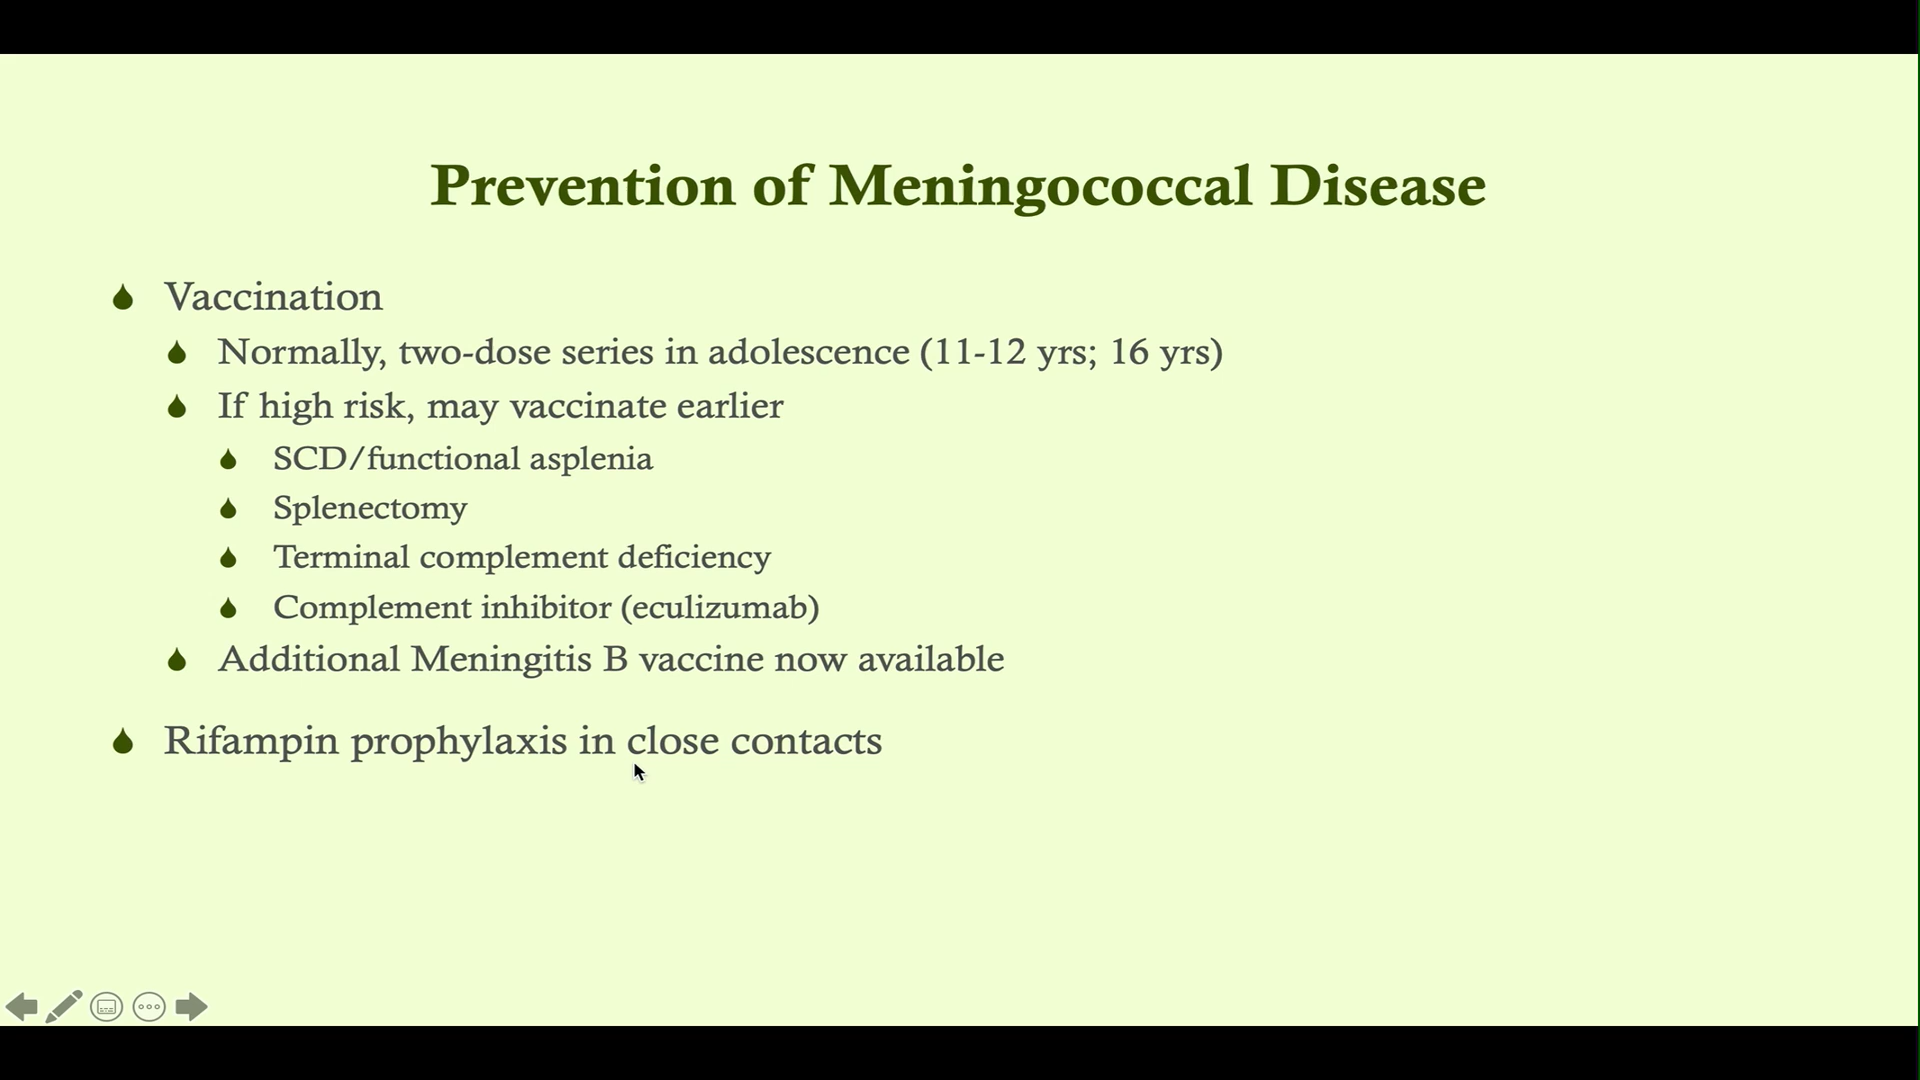 Prevention of Meningococcal Disease
Vaccination
Normally, two-dose series in adolescence (11-12 yrs; 16 yrs)
If high risk, may vaccinate earlier
SCD/functional asplenia
Splenectomy
Terminal complement deficiency
Complement inhibitor (eculizumab)
Additional Meningitis B vaccine now available
Rifampin prophylaxis in close contacts